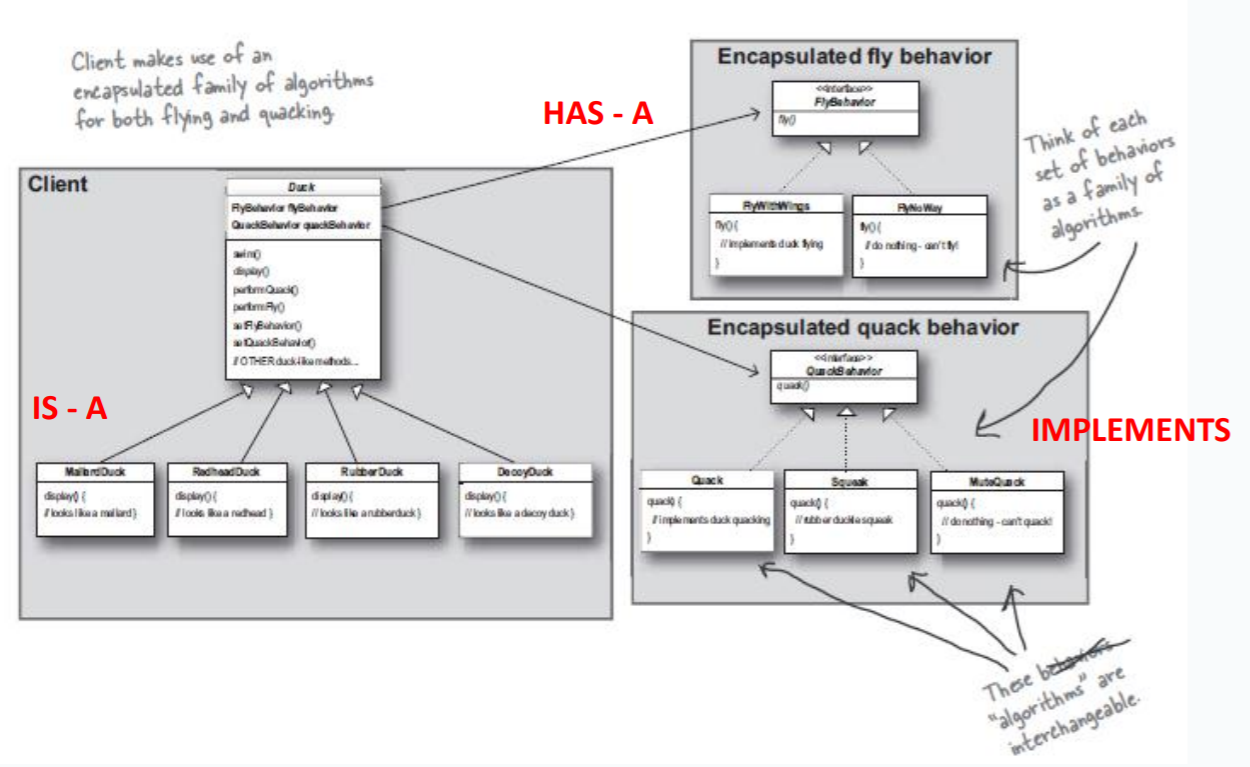 Client makes use of an
encapsulated family of algorithms
for both flying and quacking.
HAS - A
Encapsulated fly behavior
<<interface>>
FlyBehavior
fly()
FlyWithWings
fly() {
// implements duck flying
}
FlyNoWay
fly() {
// do nothing - can't fly!
}
Think of each
set of behaviors
as a family of
algorithms.
Client
Duck
FlyBehavior flyBehavior
QuackBehavior quackBehavior
swim()
display()
performQuack()
performFly()
setFlyBehavior()
setQuackBehavior()
// OTHER duck-like methods...
IS - A
MallardDuck
display() {
// looks like a mallard }
RedheadDuck
display() {
// looks like a redhead }
RubberDuck
display() {
// looks like a rubberduck }
DecoyDuck
display() {
// looks like a decoy duck }
Encapsulated quack behavior
<<interface>>
QuackBehavior
quack()
IMPLEMENTS
Quack
quack() {
// implements duck quacking
}
Squeak
quack() {
// rubber duckie squeak
}
MuteQuack
quack() {
// do nothing - can't quack!
}
These behaviors
"algorithms" are
interchangeable.